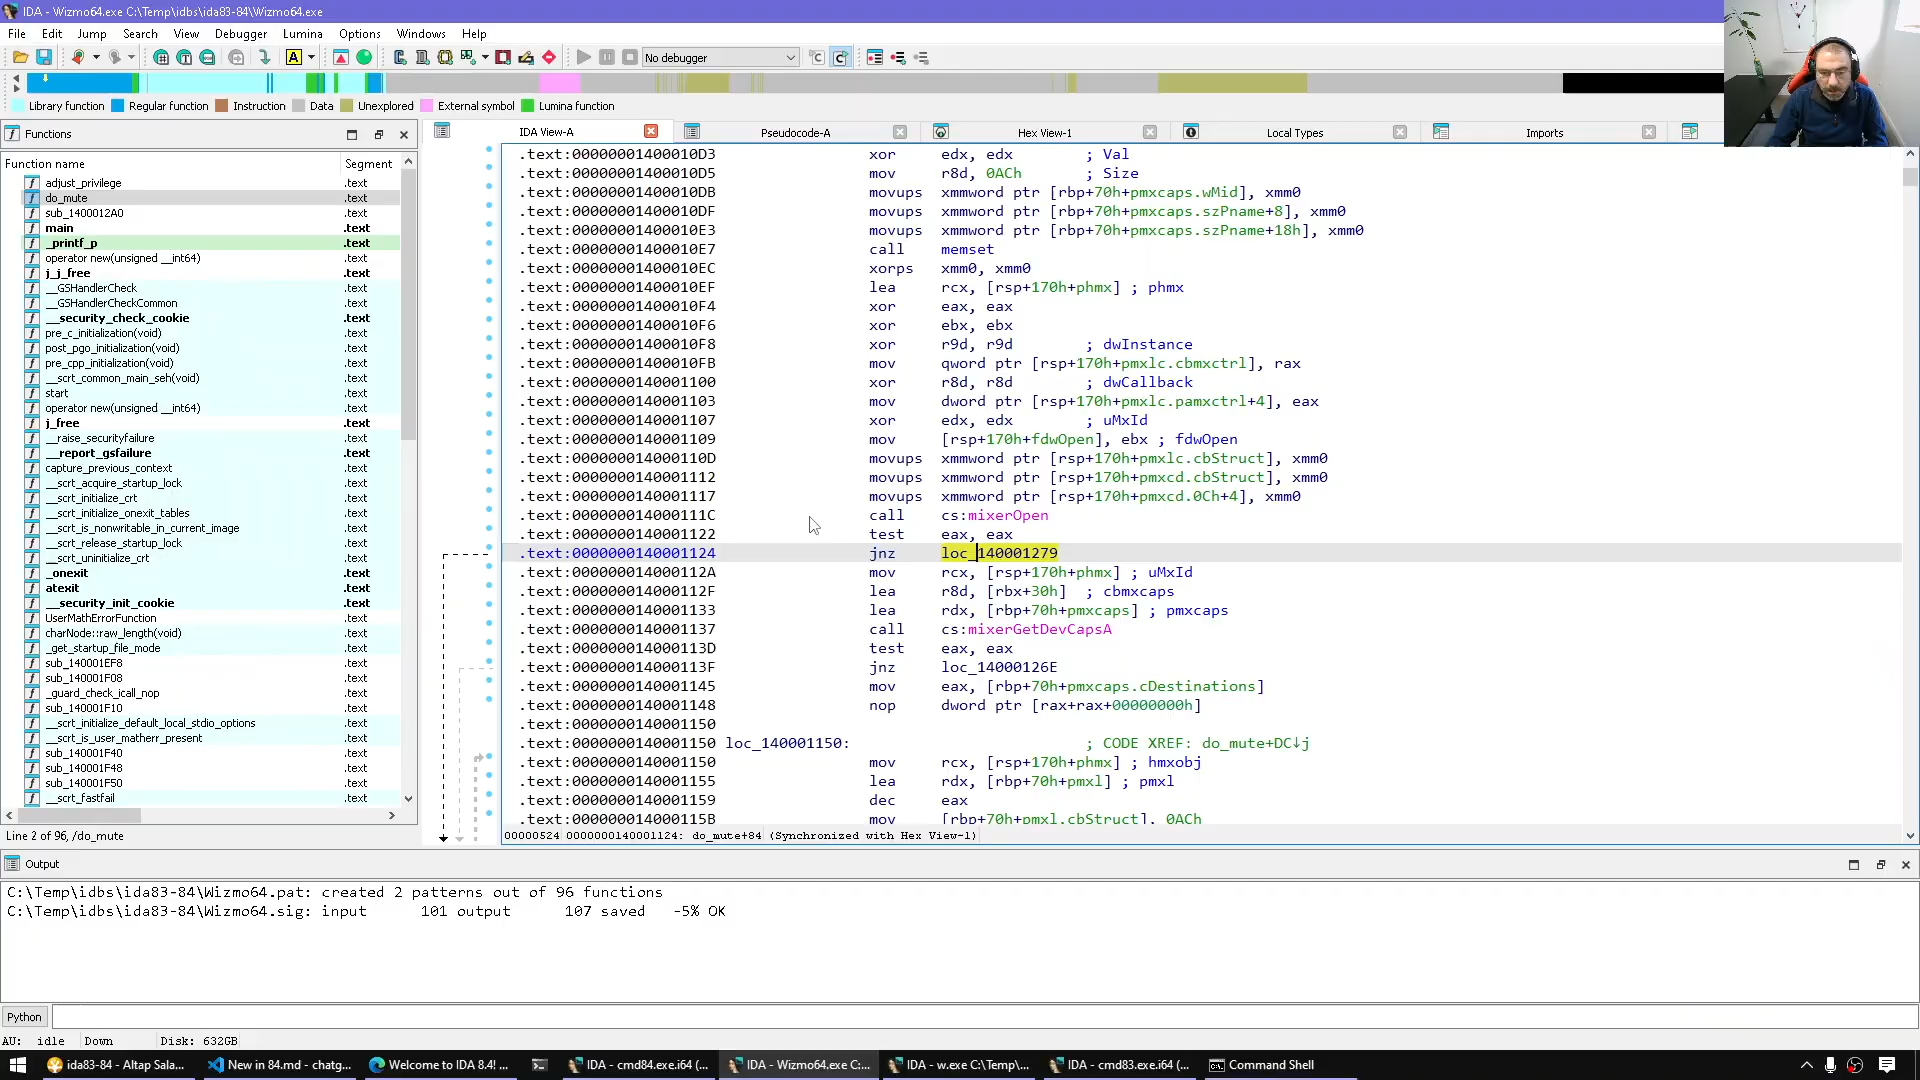 IDA - Wizmo64.exe C:\Temp\idbs\ida83-84\Wizmo64.exe
File Edit Jump Search View Debugger Lumina Options Windows Help
No debugger
Library function Regular function Instruction Data Unexplored External symbol Lumina function
Functions
IDA View-A Pseudocode-A Hex View-1 Local Types Imports
Function name Segment
adjust_privilege .text
do_mute .text
sub_1400012A0 .text
main .text
_printf_p .text
operator new(unsigned __int64) .text
j_j_free .text
__GSHandlerCheck .text
__GSHandlerCheckCommon .text
__security_check_cookie .text
pre_c_initialization(void) .text
post_pgo_initialization(void) .text
pre_cpp_initialization(void) .text
__scrt_common_main_seh(void) .text
start .text
operator new(unsigned __int64) .text
j_free .text
__raise_securityfailure .text
__report_gsfailure .text
capture_previous_context .text
__scrt_acquire_startup_lock .text
__scrt_initialize_crt .text
__scrt_initialize_onexit_tables .text
__scrt_is_nonwritable_in_current_image .text
__scrt_release_startup_lock .text
__scrt_uninitialize_crt .text
_onexit .text
atexit .text
__security_init_cookie .text
UserMathErrorFunction .text
charNode::raw_length(void) .text
_get_startup_file_mode .text
sub_140001EF8 .text
sub_140001F08 .text
_guard_check_icall_nop .text
sub_140001F10 .text
__scrt_initialize_default_local_stdio_options .text
__scrt_is_user_matherr_present .text
sub_140001F40 .text
sub_140001F48 .text
sub_140001F50 .text
__scrt_fastfail .text
Line 2 of 96, /do_mute
.text:00000001400010D3 xor edx, edx ; Val
.text:00000001400010D5 mov r8d, 0ACh ; Size
.text:00000001400010DB movups xmmword ptr [rbp+70h+pmxcaps.wMid], xmm0
.text:00000001400010DF movups xmmword ptr [rbp+70h+pmxcaps.szPname+8], xmm0
.text:00000001400010E3 movups xmmword ptr [rbp+70h+pmxcaps.szPname+18h], xmm0
.text:00000001400010E7 call memset
.text:00000001400010EC xorps xmm0, xmm0
.text:00000001400010EF lea rcx, [rsp+170h+phmx] ; phmx
.text:00000001400010F4 xor eax, eax
.text:00000001400010F6 xor ebx, ebx
.text:00000001400010F8 xor r9d, r9d ; dwInstance
.text:00000001400010FB mov qword ptr [rsp+170h+pmxlc.cbmxctrl], rax
.text:0000000140001100 xor r8d, r8d ; dwCallback
.text:0000000140001103 mov dword ptr [rsp+170h+pmxlc.pamxctrl+4], eax
.text:0000000140001107 xor edx, edx ; uMxId
.text:0000000140001109 mov [rsp+170h+fdwOpen], ebx ; fdwOpen
.text:000000014000110D movups xmmword ptr [rsp+170h+pmxlc.cbStruct], xmm0
.text:0000000140001112 movups xmmword ptr [rsp+170h+pmxcd.cbStruct], xmm0
.text:0000000140001117 movups xmmword ptr [rsp+170h+pmxcd.0Ch+4], xmm0
.text:000000014000111C call cs:mixerOpen
.text:0000000140001122 test eax, eax
.text:0000000140001124 jnz loc_140001279
.text:000000014000112A mov rcx, [rsp+170h+phmx] ; uMxId
.text:000000014000112F lea r8d, [rbx+30h] ; cbmxcaps
.text:0000000140001133 lea rdx, [rbp+70h+pmxcaps] ; pmxcaps
.text:0000000140001137 call cs:mixerGetDevCapsA
.text:000000014000113D test eax, eax
.text:000000014000113F jnz loc_14000126E
.text:0000000140001145 mov eax, [rbp+70h+pmxcaps.cDestinations]
.text:0000000140001148 nop dword ptr [rax+rax+00000000h]
.text:0000000140001150
.text:0000000140001150 loc_140001150: ; CODE XREF: do_mute+DC↓j
.text:0000000140001150 mov rcx, [rsp+170h+phmx] ; hmxobj
.text:0000000140001155 lea rdx, [rbp+70h+pmxl] ; pmxl
.text:0000000140001159 dec eax
.text:000000014000115B mov [rbp+70h+pmxl.cbStruct], 0ACh
00000524 0000000140001124: do_mute+84 (Synchronized with Hex View-1)
Output
C:\Temp\idbs\ida83-84\Wizmo64.pat: created 2 patterns out of 96 functions
C:\Temp\idbs\ida83-84\Wizmo64.sig: input 101 output 107 saved -5% OK
Python
AU: idle Down Disk: 632GB
ida83-84 - Altap Sala... New in 84.md - chatg... Welcome to IDA 8.4! ... IDA - cmd84.exe.i64 (... IDA - Wizmo64.exe C:... IDA - w.exe C:\Temp\... IDA - cmd83.exe.i64 (... Command Shell